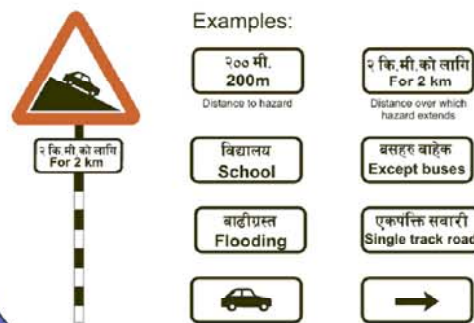 Examples:
२ कि.मी.को लागि
For 2 km
२०० मी.
200m
Distance to hazard
२ कि.मी.को लागि
For 2 km
Distance over which
hazard extends
विद्यालय
School
बसहरु बाहेक
Except buses
बाढीग्रस्त
Flooding
एकपंक्ति सवारी
Single track road